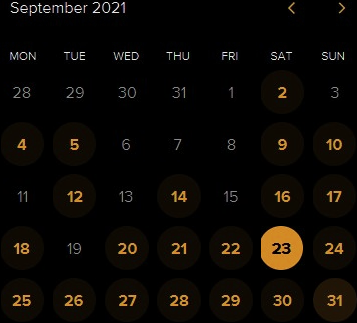 September 2021
MON TUE WED THU FRI SAT SUN
28 29 30 31 1 2 3
4 5 6 7 8 9 10
11 12 13 14 15 16 17
18 19 20 21 22 23 24
25 26 27 28 29 30 31